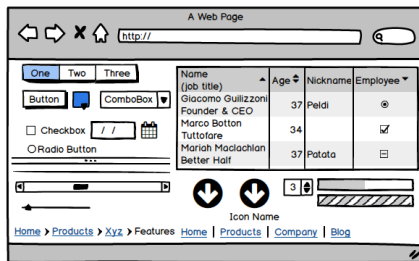 A Web Page
http://
One Two Three
Button ComboBox
Checkbox / /
Radio Button
Name
(job title) Age Nickname Employee
Giacomo Guilizzoni
Founder & CEO 37 Peldi
Marco Botton
Tuttofare 34
Mariah Maclachlan
Better Half 37 Patata
3
Icon Name
Home > Products > Xyz > Features
Home | Products | Company | Blog